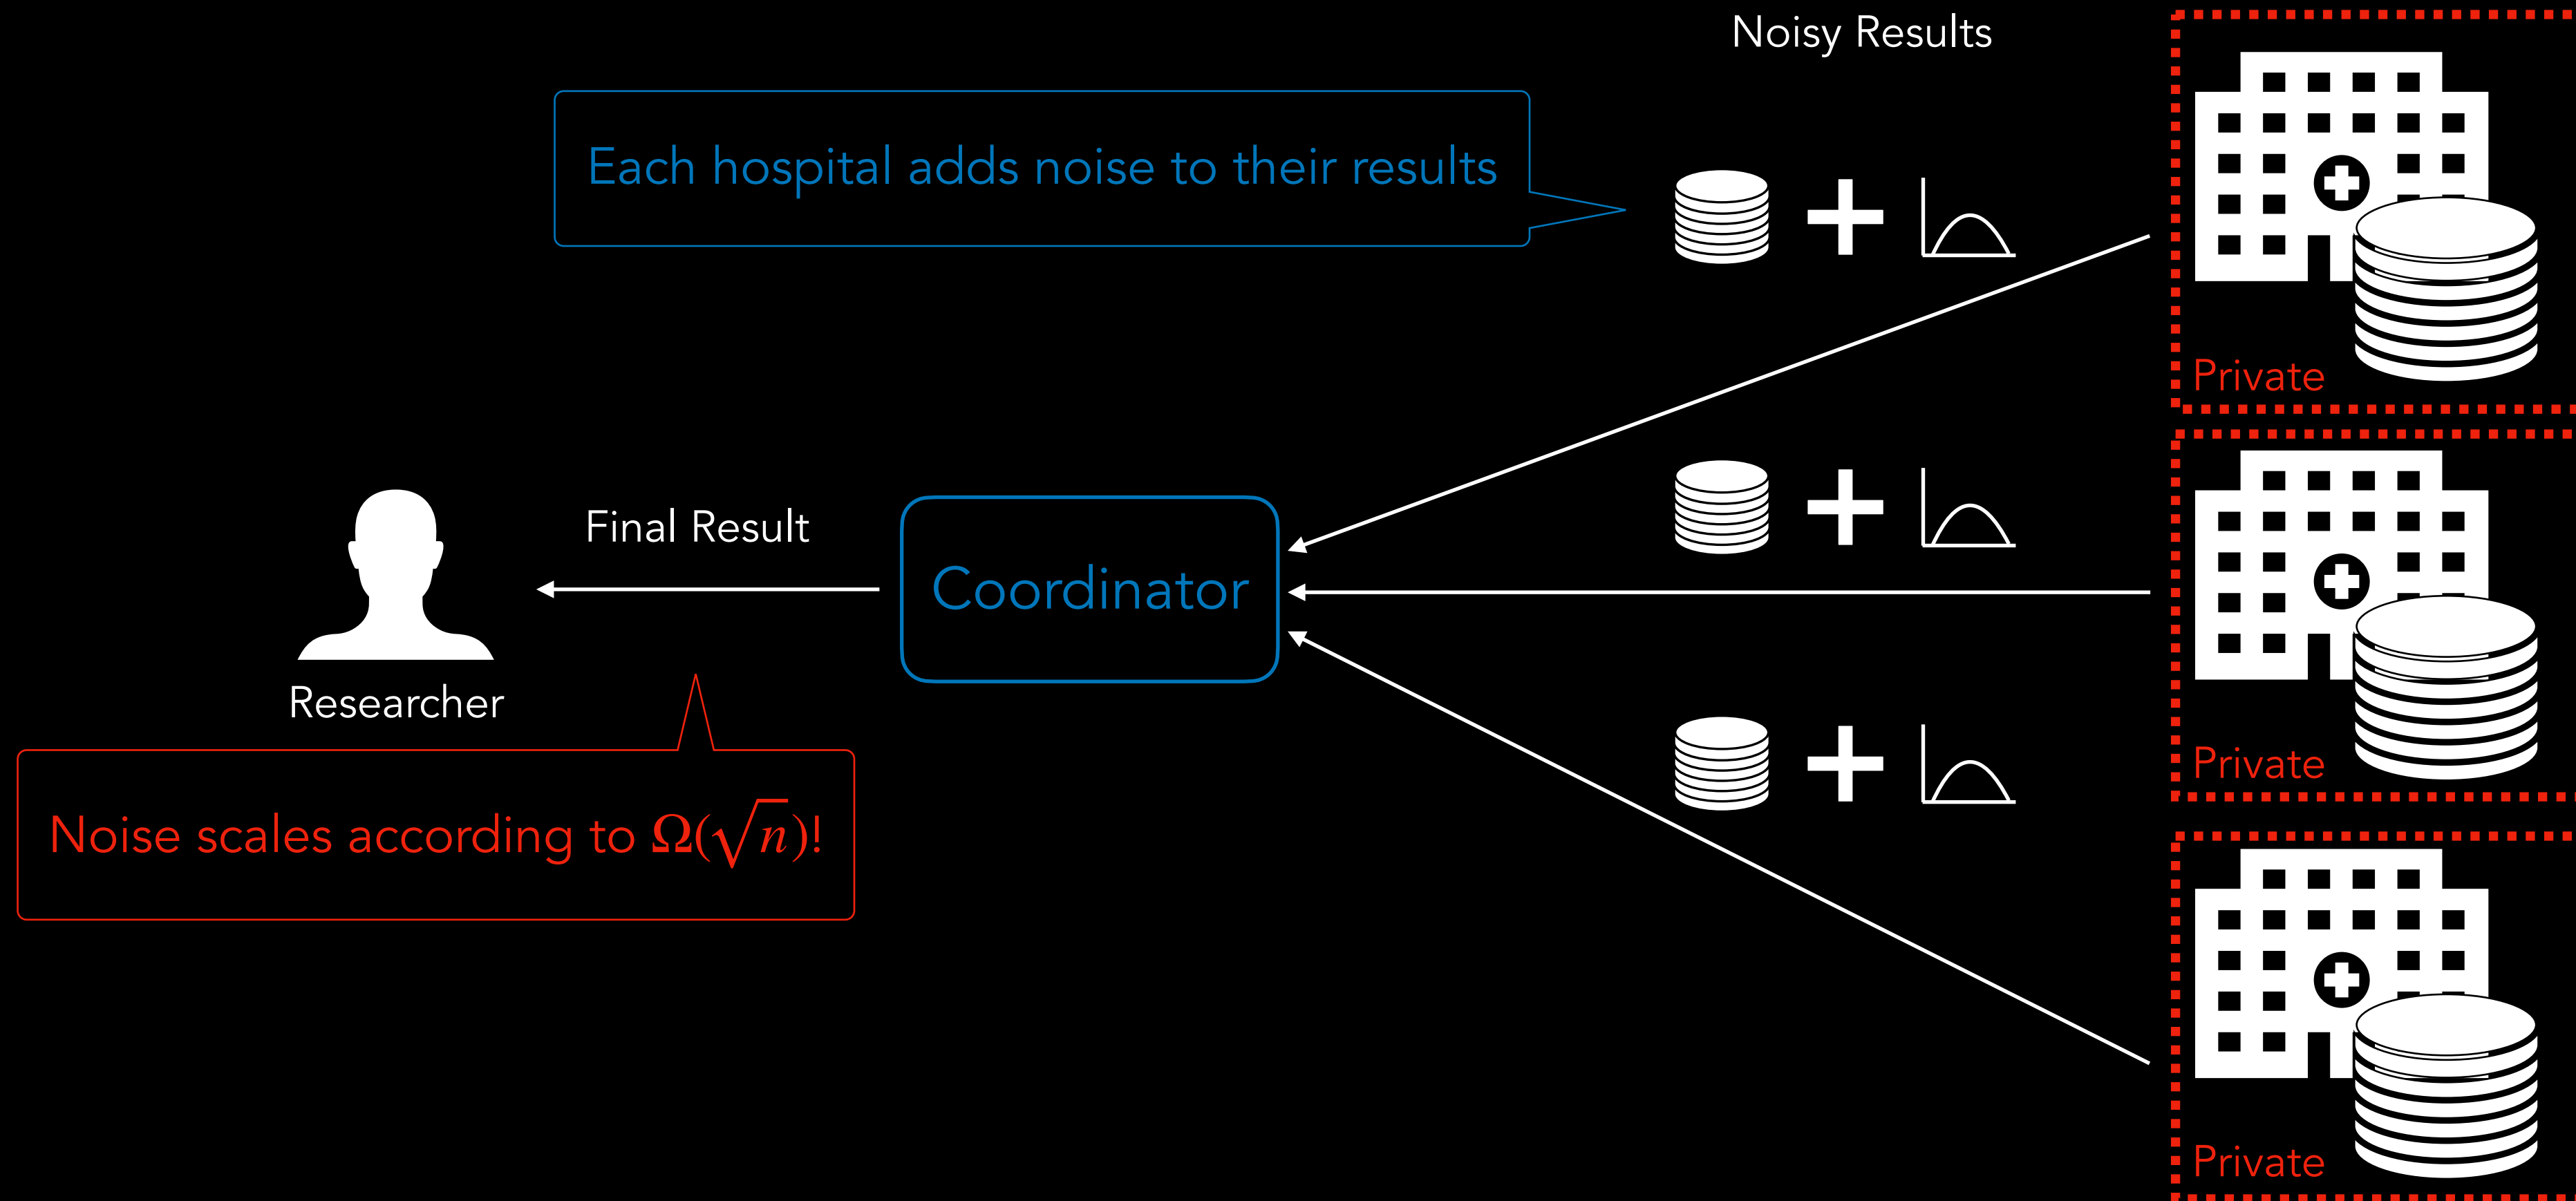 Noisy Results
Each hospital adds noise to their results
Private
Final Result
Coordinator
Researcher
Private
Noise scales according to Ω(√n)!
Private